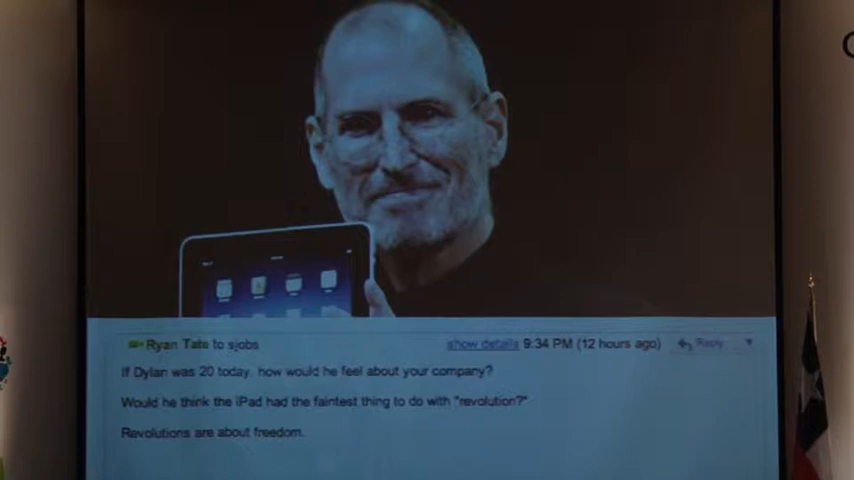 Ryan Tate to sjobs show details 9:34 PM (12 hours ago) Reply
If Dylan was 20 today, how would he feel about your company?
Would he think the iPad had the faintest thing to do with "revolution?"
Revolutions are about freedom.